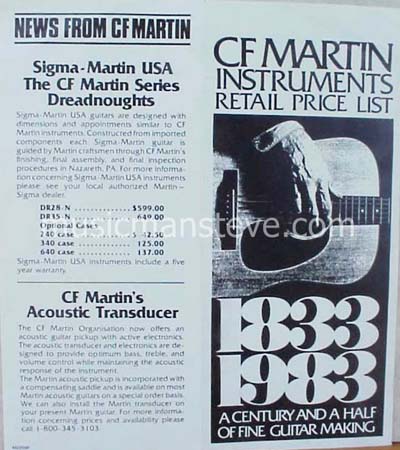 NEWS FROM CF MARTIN
Sigma-Martin USA
The CF Martin Series
Dreadnoughts
Sigma-Martin USA guitars are designed with
dimensions and appointments similar to CF
Martin instruments. Constructed from imported
components each Sigma-Martin guitar is
guided by Martin craftsmen through CF Martin's
finishing, final assembly, and final inspection
procedures in Nazareth, PA. For more informa-
tion concerning Sigma-Martin USA instruments
please see your local authorized Martin-
Sigma dealer.
DR28-N ............ $599.00
DR35-N ............ 649.00
Optional Cases
240 case ............ 42.50
340 case ............ 125.00
640 case ............ 137.00
Sigma-Martin USA instruments include a five
year warranty.
CF Martin's
Acoustic Transducer
The CF Martin Organisation now offers an
acoustic guitar pickup with active electronics.
The acoustic transducer and electronics are de-
signed to provide optimum bass, treble, and
volume control while maintaining the acoustic
response of the instrument.
The Martin acoustic pickup is incorporated with
a compensating saddle and is available on most
Martin acoustic guitars on a special order basis.
We can also install the Martin transducer on
your present Martin guitar. For more informa-
tion concerning prices and availability please
call 1-800-345-3103.
CF MARTIN
INSTRUMENTS
RETAIL PRICE LIST
1833
1983
A CENTURY AND A HALF
OF FINE GUITAR MAKING
musicmansteve.com